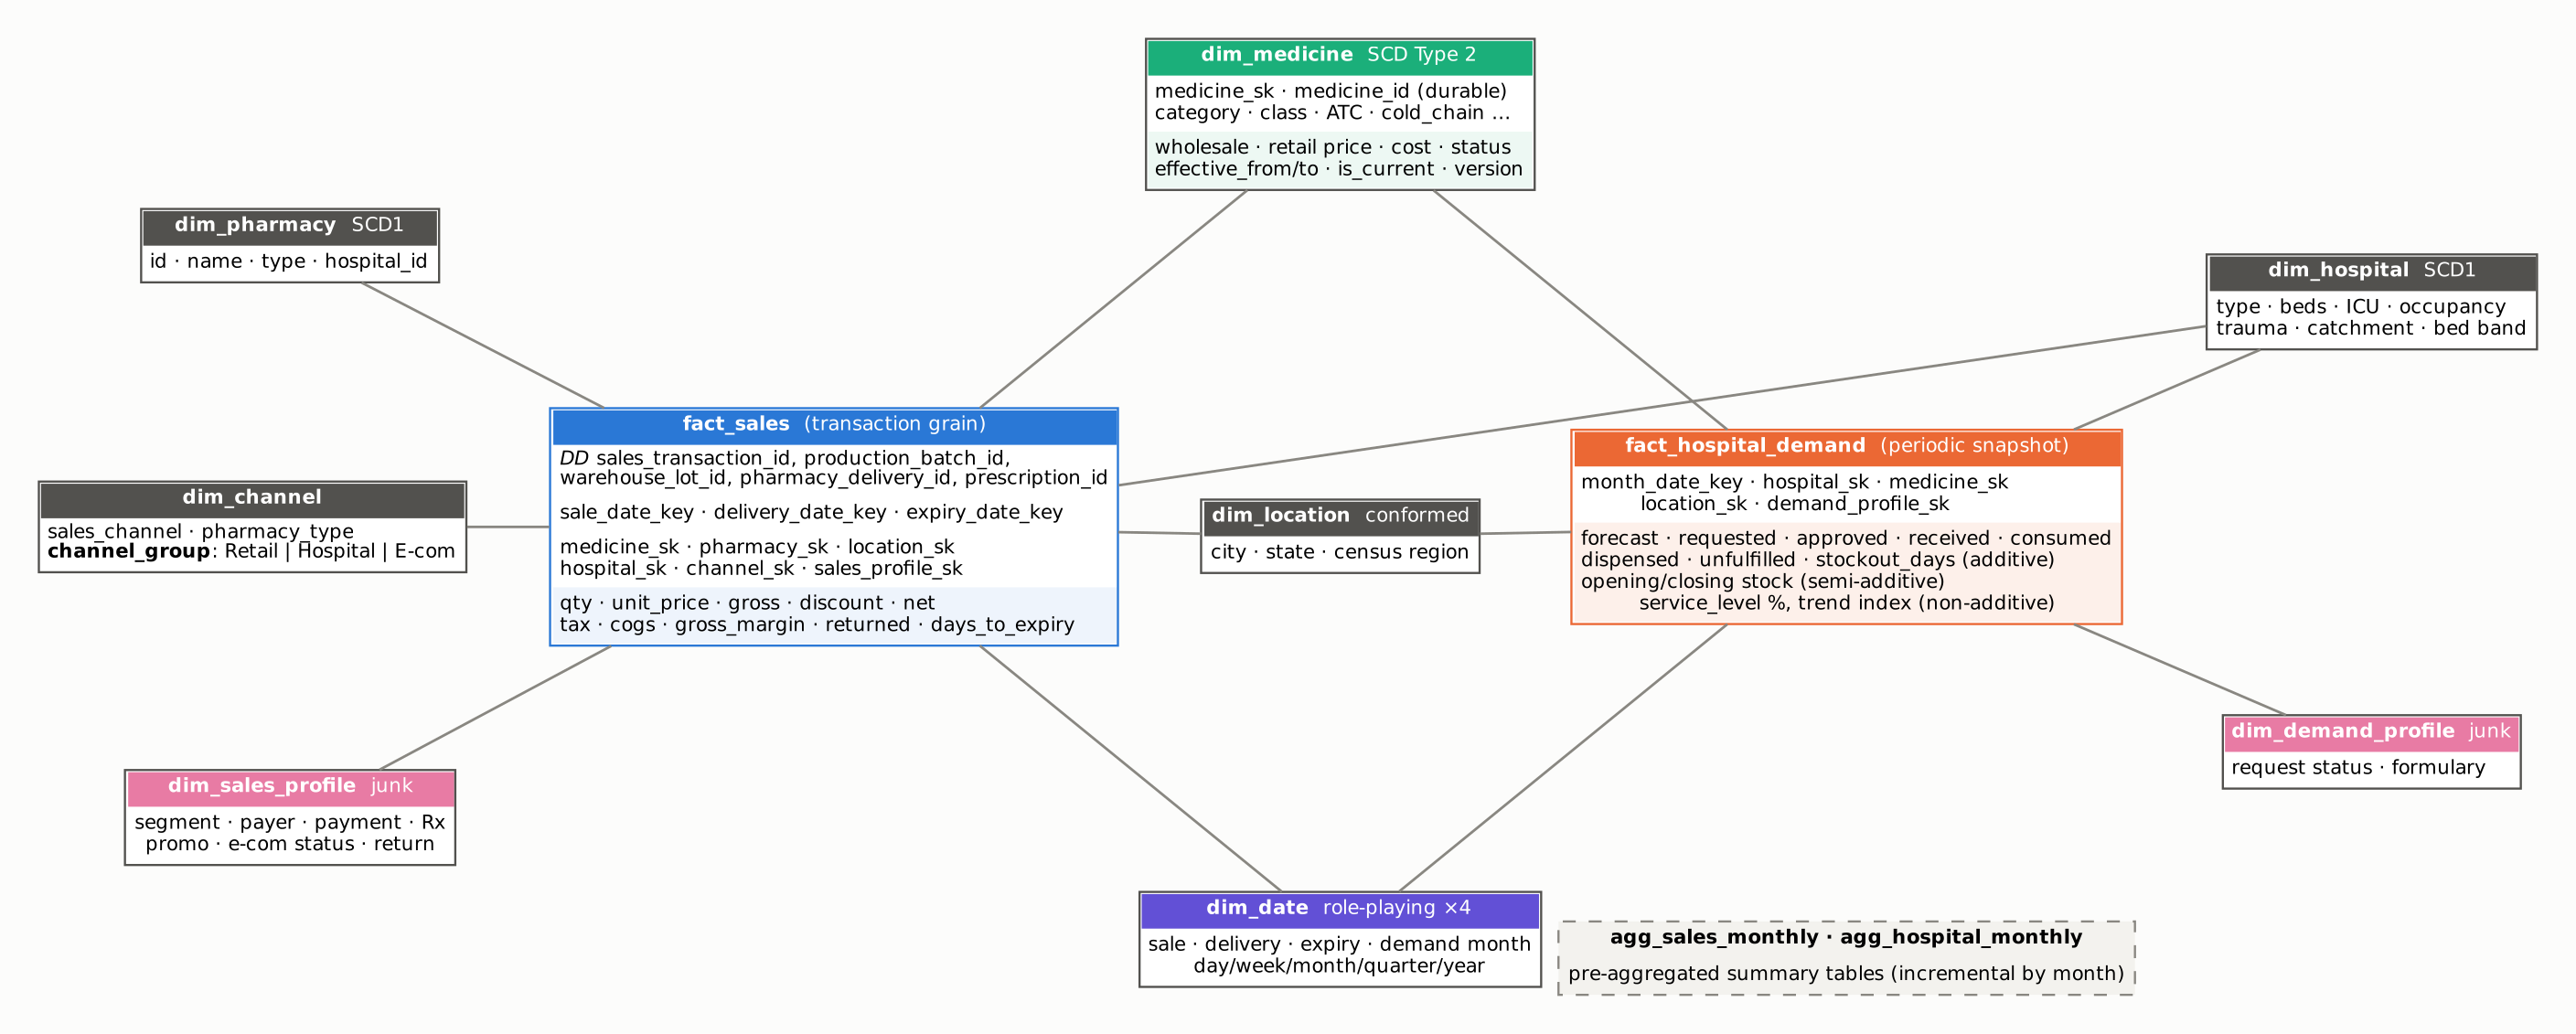 dim_medicine SCD Type 2
medicine_sk · medicine_id (durable)
category · class · ATC · cold_chain ...
wholesale · retail price · cost · status
effective_from/to · is_current · version
dim_pharmacy SCD1
id · name · type · hospital_id
dim_hospital SCD1
type · beds · ICU · occupancy
trauma · catchment · bed band
fact_sales (transaction grain)
DD sales_transaction_id, production_batch_id,
warehouse_lot_id, pharmacy_delivery_id, prescription_id
sale_date_key · delivery_date_key · expiry_date_key
medicine_sk · pharmacy_sk · location_sk
hospital_sk · channel_sk · sales_profile_sk
qty · unit_price · gross · discount · net
tax · cogs · gross_margin · returned · days_to_expiry
dim_channel
sales_channel · pharmacy_type
channel_group: Retail | Hospital | E-com
dim_location conformed
city · state · census region
fact_hospital_demand (periodic snapshot)
month_date_key · hospital_sk · medicine_sk
location_sk · demand_profile_sk
forecast · requested · approved · received · consumed
dispensed · unfulfilled · stockout_days (additive)
opening/closing stock (semi-additive)
service_level %, trend index (non-additive)
dim_sales_profile junk
segment · payer · payment · Rx
promo · e-com status · return
dim_demand_profile junk
request status · formulary
dim_date role-playing ×4
sale · delivery · expiry · demand month
day/week/month/quarter/year
agg_sales_monthly · agg_hospital_monthly
pre-aggregated summary tables (incremental by month)